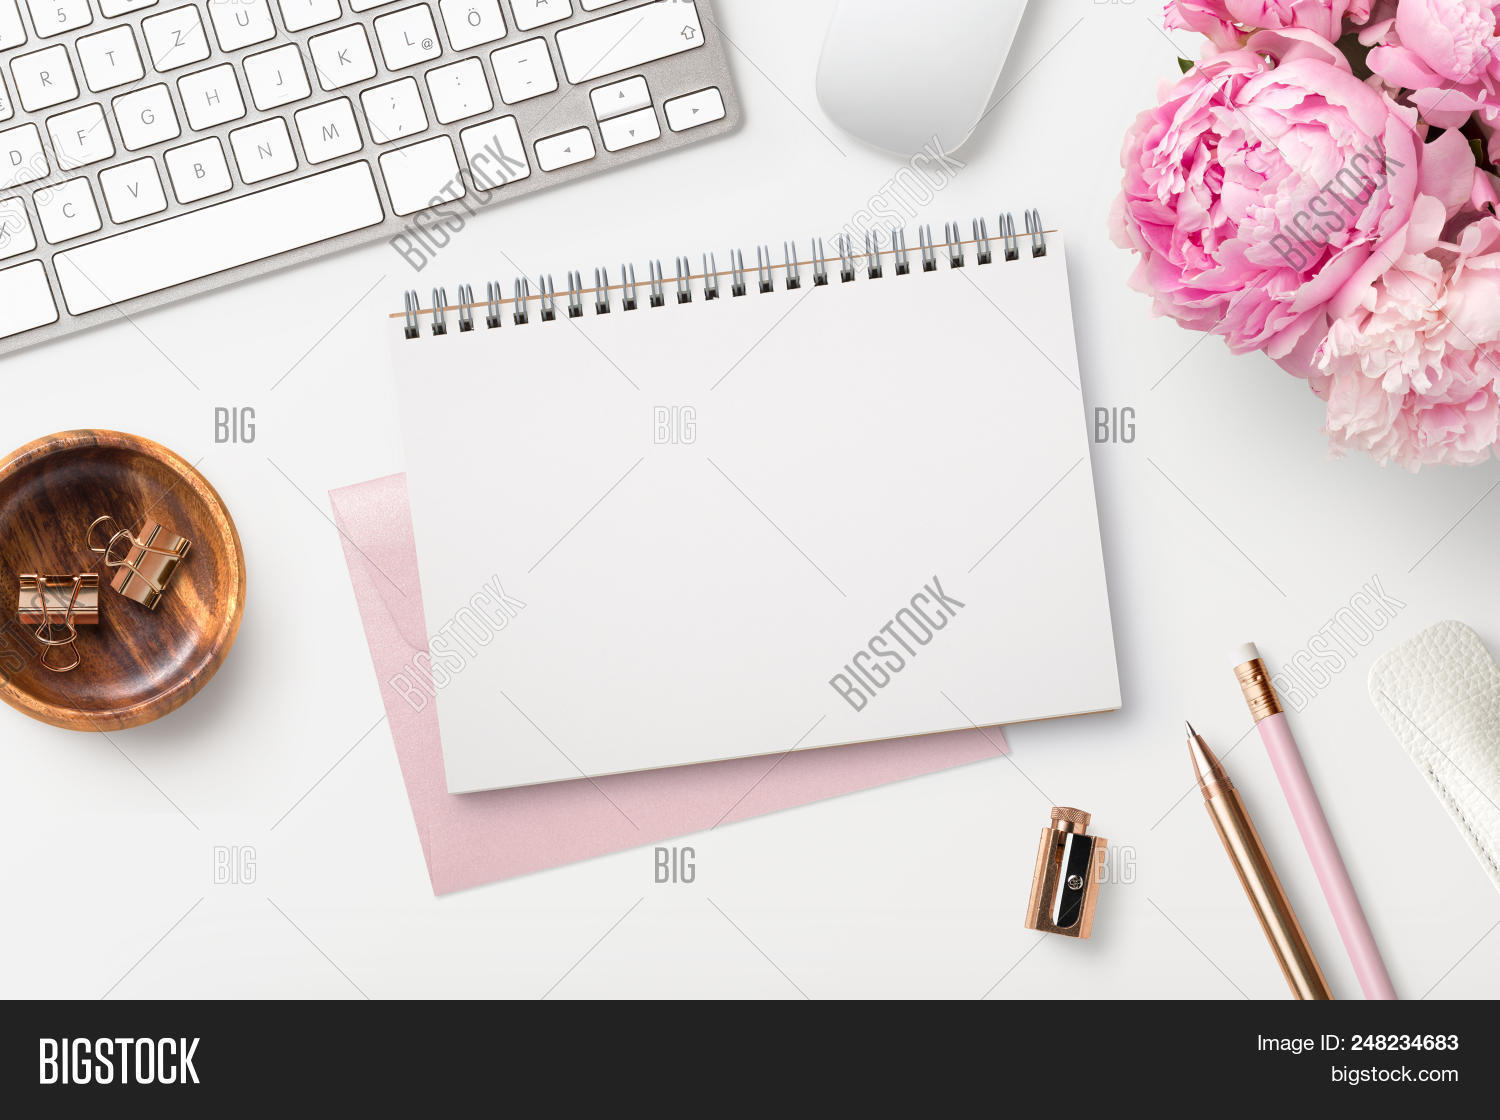 5 Z U O Ö Ä
R T J K L @
F G H : .
D V B N M ; ,
X C
BIGSTOCK BIGSTOCK BIGSTOCK
BIG BIG BIG
BIGSTOCK BIGSTOCK BIGSTOCK BIGSTOCK
BIG BIG BIG
BIGSTOCK
Image ID: 248234683
bigstock.com